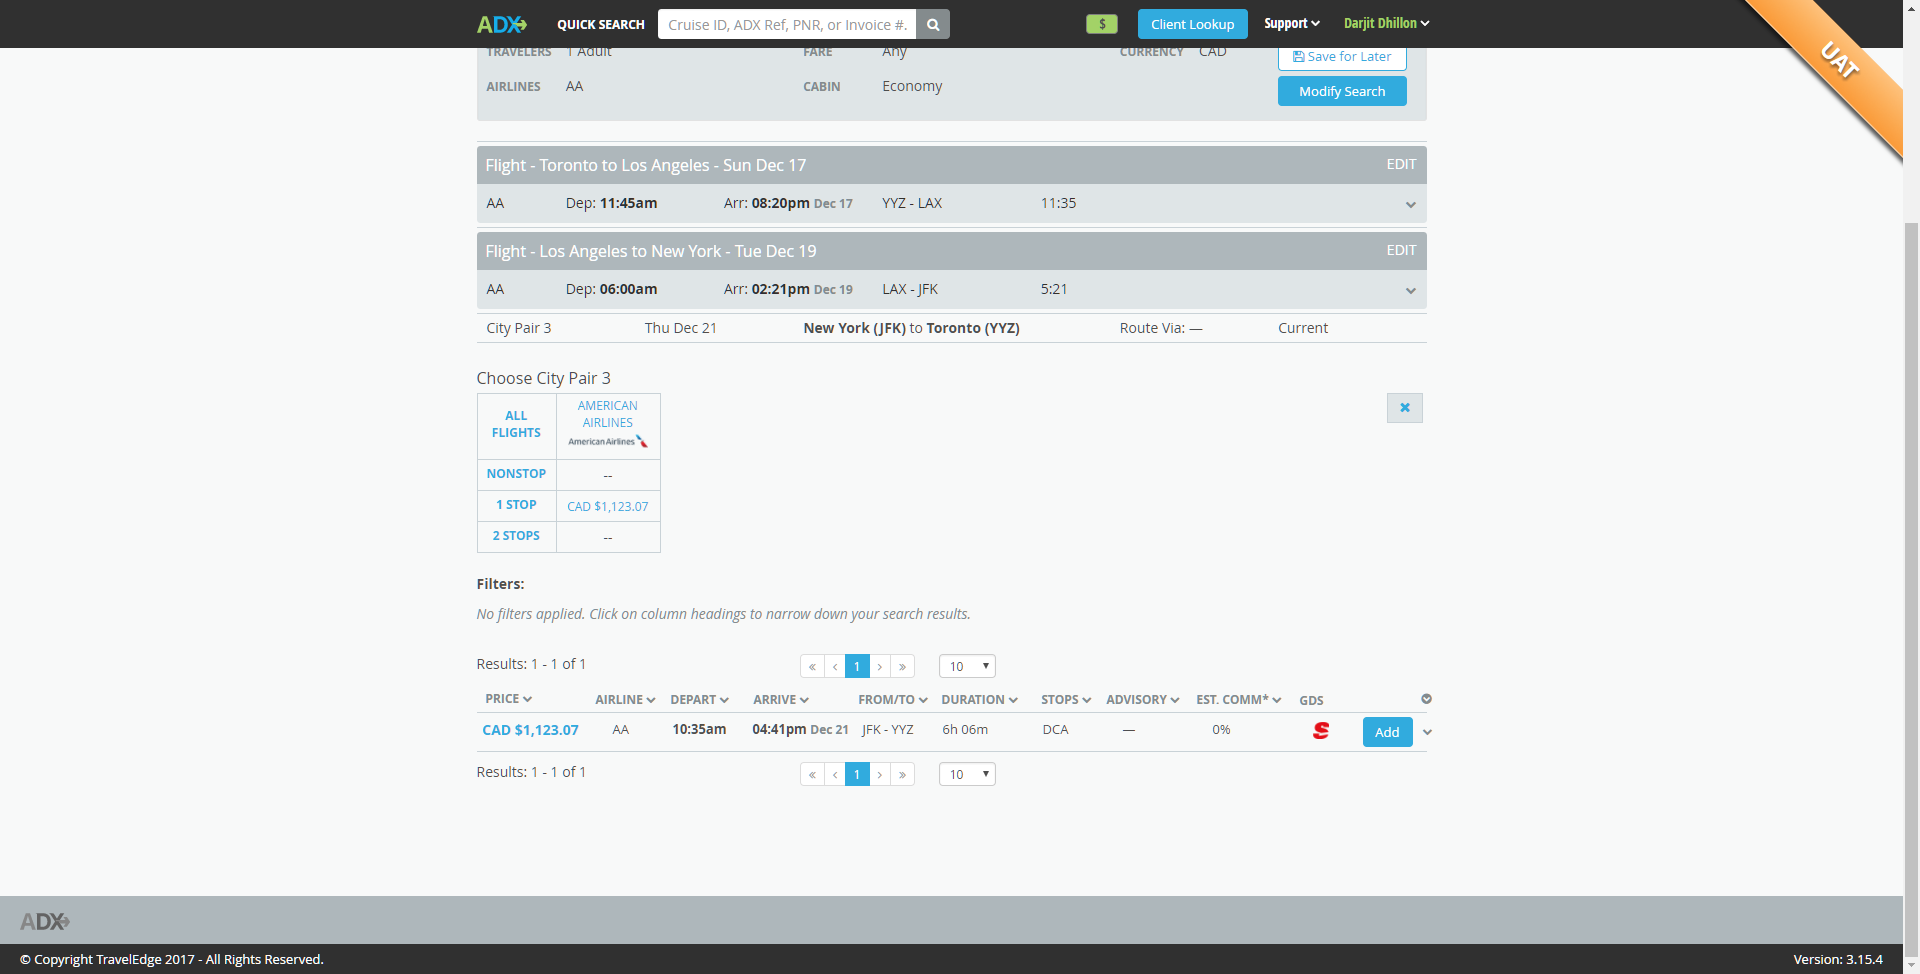 ADX QUICK SEARCH Cruise ID, ADX Ref, PNR, or Invoice #. $ Client Lookup Support Darjit Dhillon
UAT
TRAVELERS 1 Adult FARE Any CURRENCY CAD Save for Later
AIRLINES AA CABIN Economy Modify Search
Flight - Toronto to Los Angeles - Sun Dec 17 EDIT
AA Dep: 11:45am Arr: 08:20pm Dec 17 YYZ - LAX 11:35
Flight - Los Angeles to New York - Tue Dec 19 EDIT
AA Dep: 06:00am Arr: 02:21pm Dec 19 LAX - JFK 5:21
City Pair 3 Thu Dec 21 New York (JFK) to Toronto (YYZ) Route Via: — Current
Choose City Pair 3
ALL FLIGHTS AMERICAN AIRLINES
American Airlines
NONSTOP --
1 STOP CAD $1,123.07
2 STOPS --
Filters:
No filters applied. Click on column headings to narrow down your search results.
Results: 1 - 1 of 1 « ‹ 1 › » 10
PRICE AIRLINE DEPART ARRIVE FROM/TO DURATION STOPS ADVISORY EST. COMM* GDS
CAD $1,123.07 AA 10:35am 04:41pm Dec 21 JFK - YYZ 6h 06m DCA — 0% Add
Results: 1 - 1 of 1 « ‹ 1 › » 10
ADX
© Copyright TravelEdge 2017 - All Rights Reserved. Version: 3.15.4